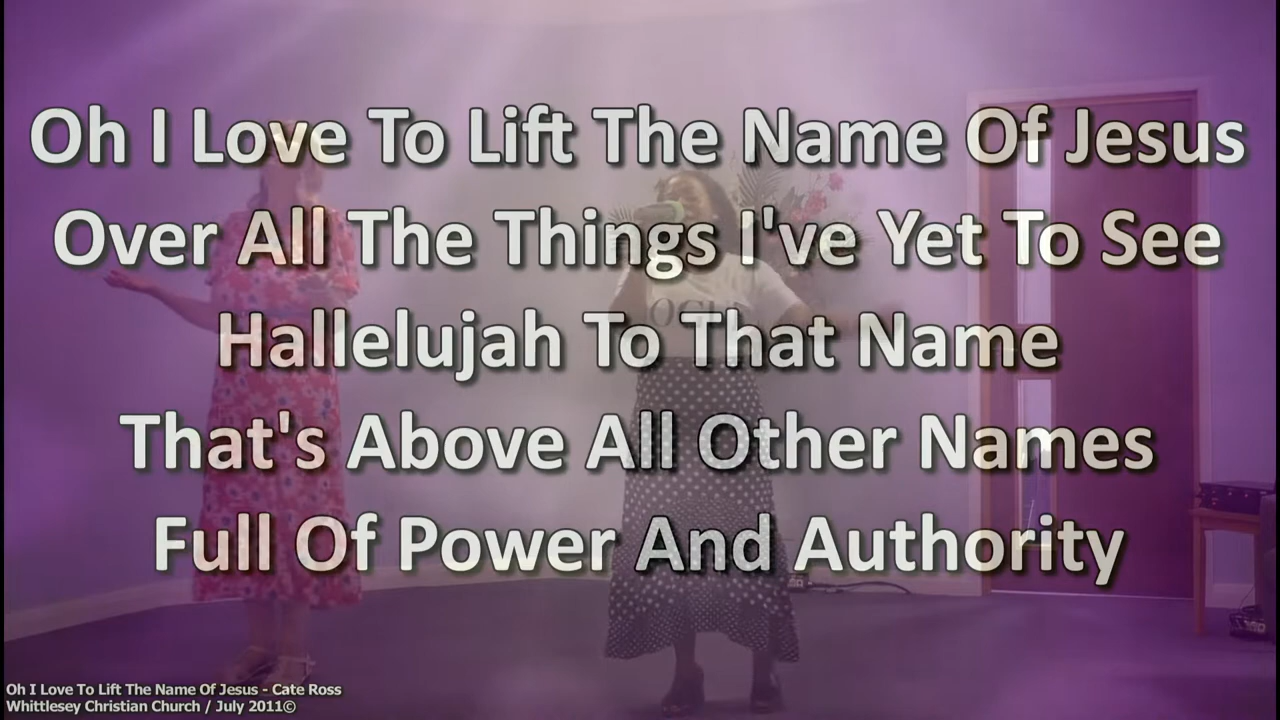 Oh I Love To Lift The Name Of Jesus
Over All The Things I've Yet To See
Hallelujah To That Name
That's Above All Other Names
Full Of Power And Authority
Oh I Love To Lift The Name Of Jesus - Cate Ross
Whittlesey Christian Church / July 2011©